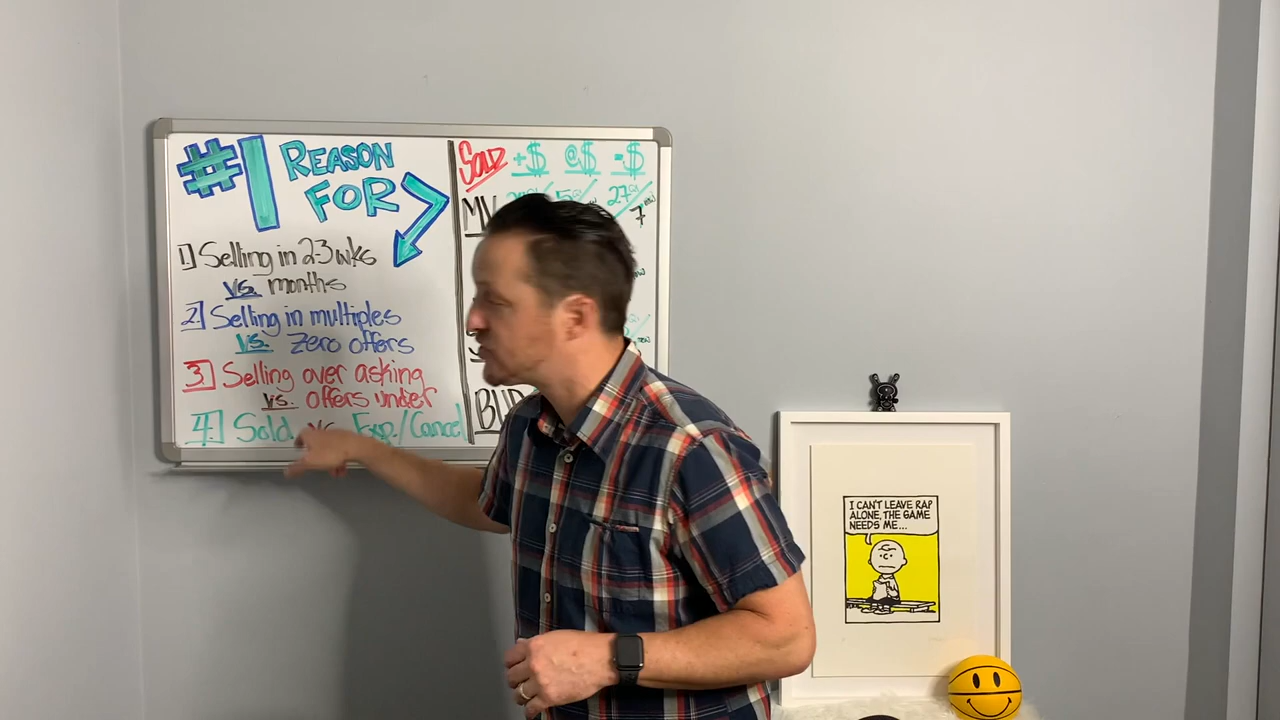 #1 REASON
FOR
1.) Selling in 2-3 wks
vs. months
2.) Selling in multiples
vs. Zero offers
3.) Selling over asking
vs. offers under
4.) Sold vs. Exp./Cancel
SOLD +$ @$ -$
MV
27
7
I CAN'T LEAVE RAP
ALONE, THE GAME
NEEDS ME...